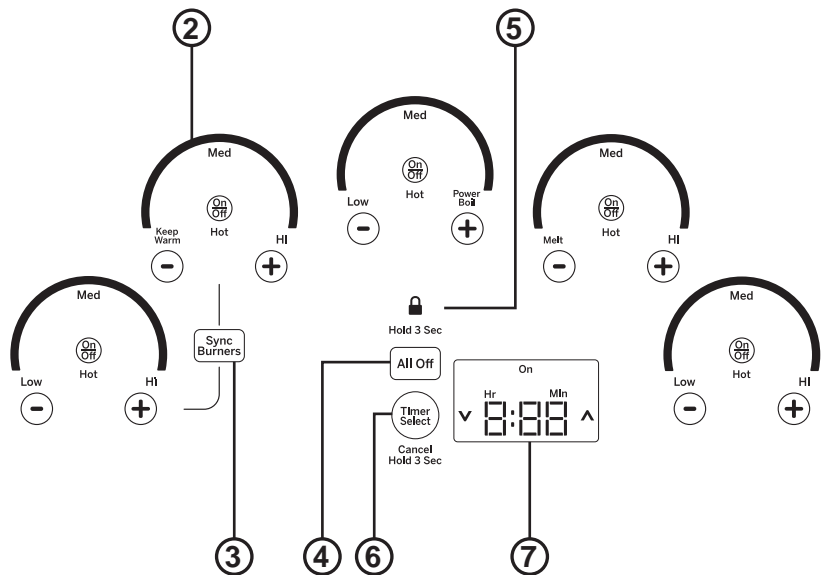 2
5
Med
On
Off
Hot
Keep
Warm
HI
Med
On
Off
Hot
Low
Power
Boil
Med
On
Off
Hot
Melt
HI
Med
On
Off
Hot
Low
HI
Sync
Burners
Hold 3 Sec
All Off
Timer
Select
Cancel
Hold 3 Sec
On
Hr
Min
8:88
Med
On
Off
Hot
Low
HI
3
4
6
7